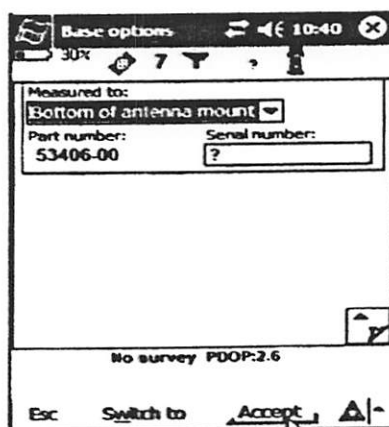 Base options 10:40
30% 7 ?
Measured to:
Bottom of antenna mount
Part number: Serial number:
53406-00 ?
No survey PDOP:2.6
Esc Switch to Accept